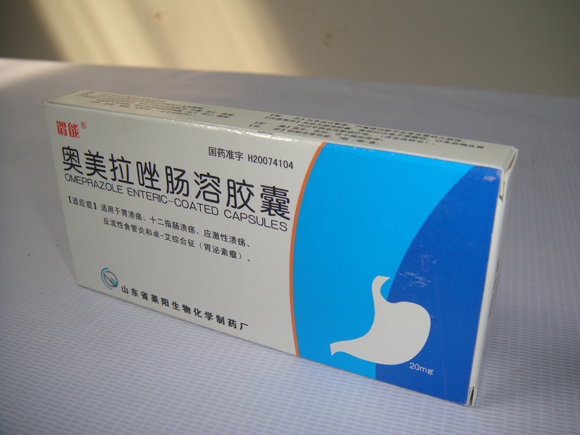 谓能®
国药准字 H20074104
奥美拉唑肠溶胶囊
OMEPRAZOLE ENTERIC-COATED CAPSULES
【适应症】适用于胃溃疡、十二指肠溃疡、应激性溃疡、
反流性食管炎和卓-艾综合征（胃泌素瘤）。
山东省莱阳生物化学制药厂
20mg